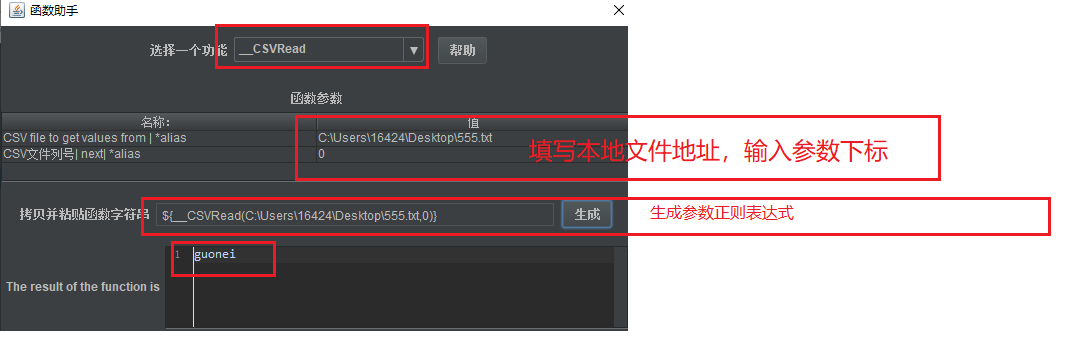 函数助手
选择一个功能 __CSVRead 帮助
函数参数
名称: 值
CSV file to get values from | *alias C:\Users\16424\Desktop\555.txt
CSV文件列号| next| *alias 0
填写本地文件地址，输入参数下标
拷贝并粘贴函数字符串 ${__CSVRead(C:\Users\16424\Desktop\555.txt,0)} 生成
生成参数正则表达式
1 guonei
The result of the function is